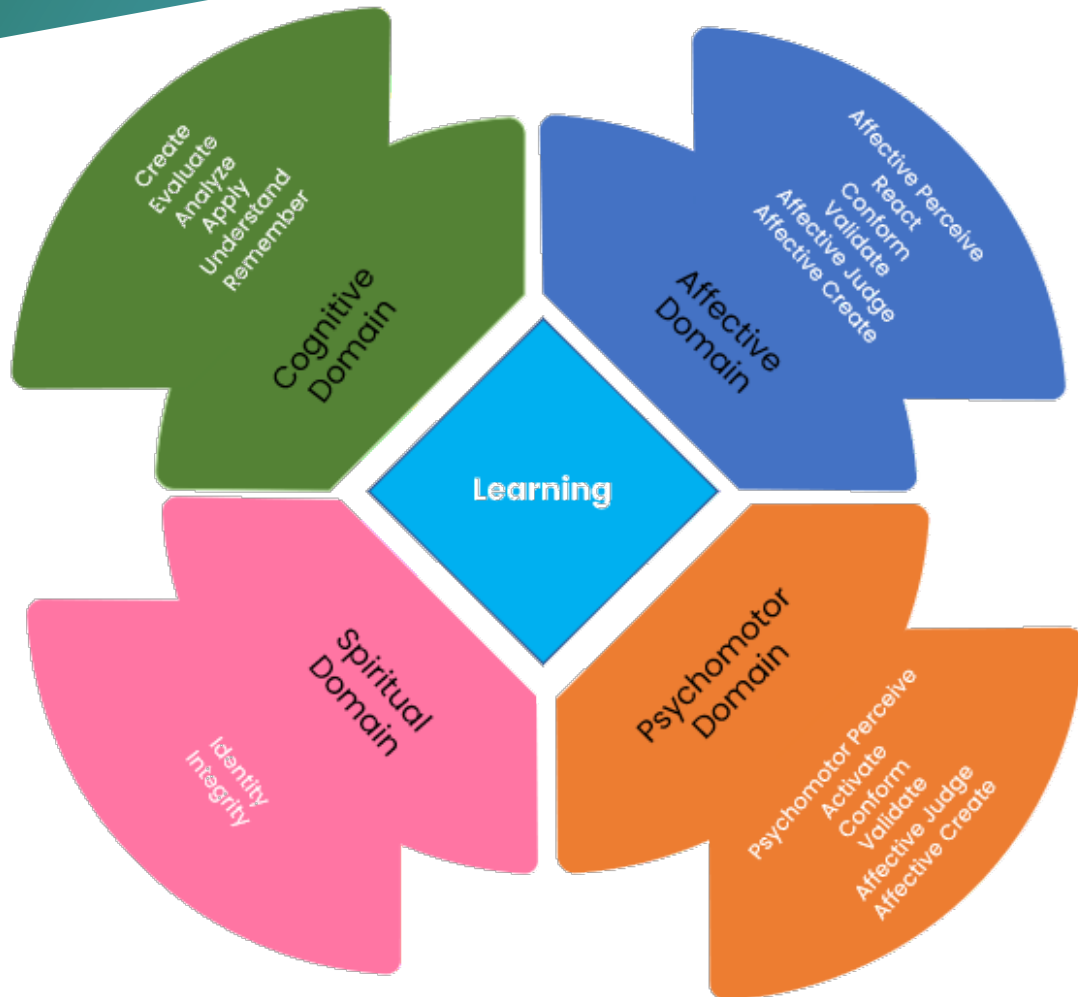 Create
Evaluate
Analyze
Apply
Understand
Remember
Cognitive
Domain
Affective Perceive
React
Conform
Validate
Affective Judge
Affective Create
Affective
Domain
Learning
Spiritual
Domain
Identity
Integrity
Psychomotor
Domain
Psychomotor Perceive
Activate
Conform
Validate
Affective Judge
Affective Create